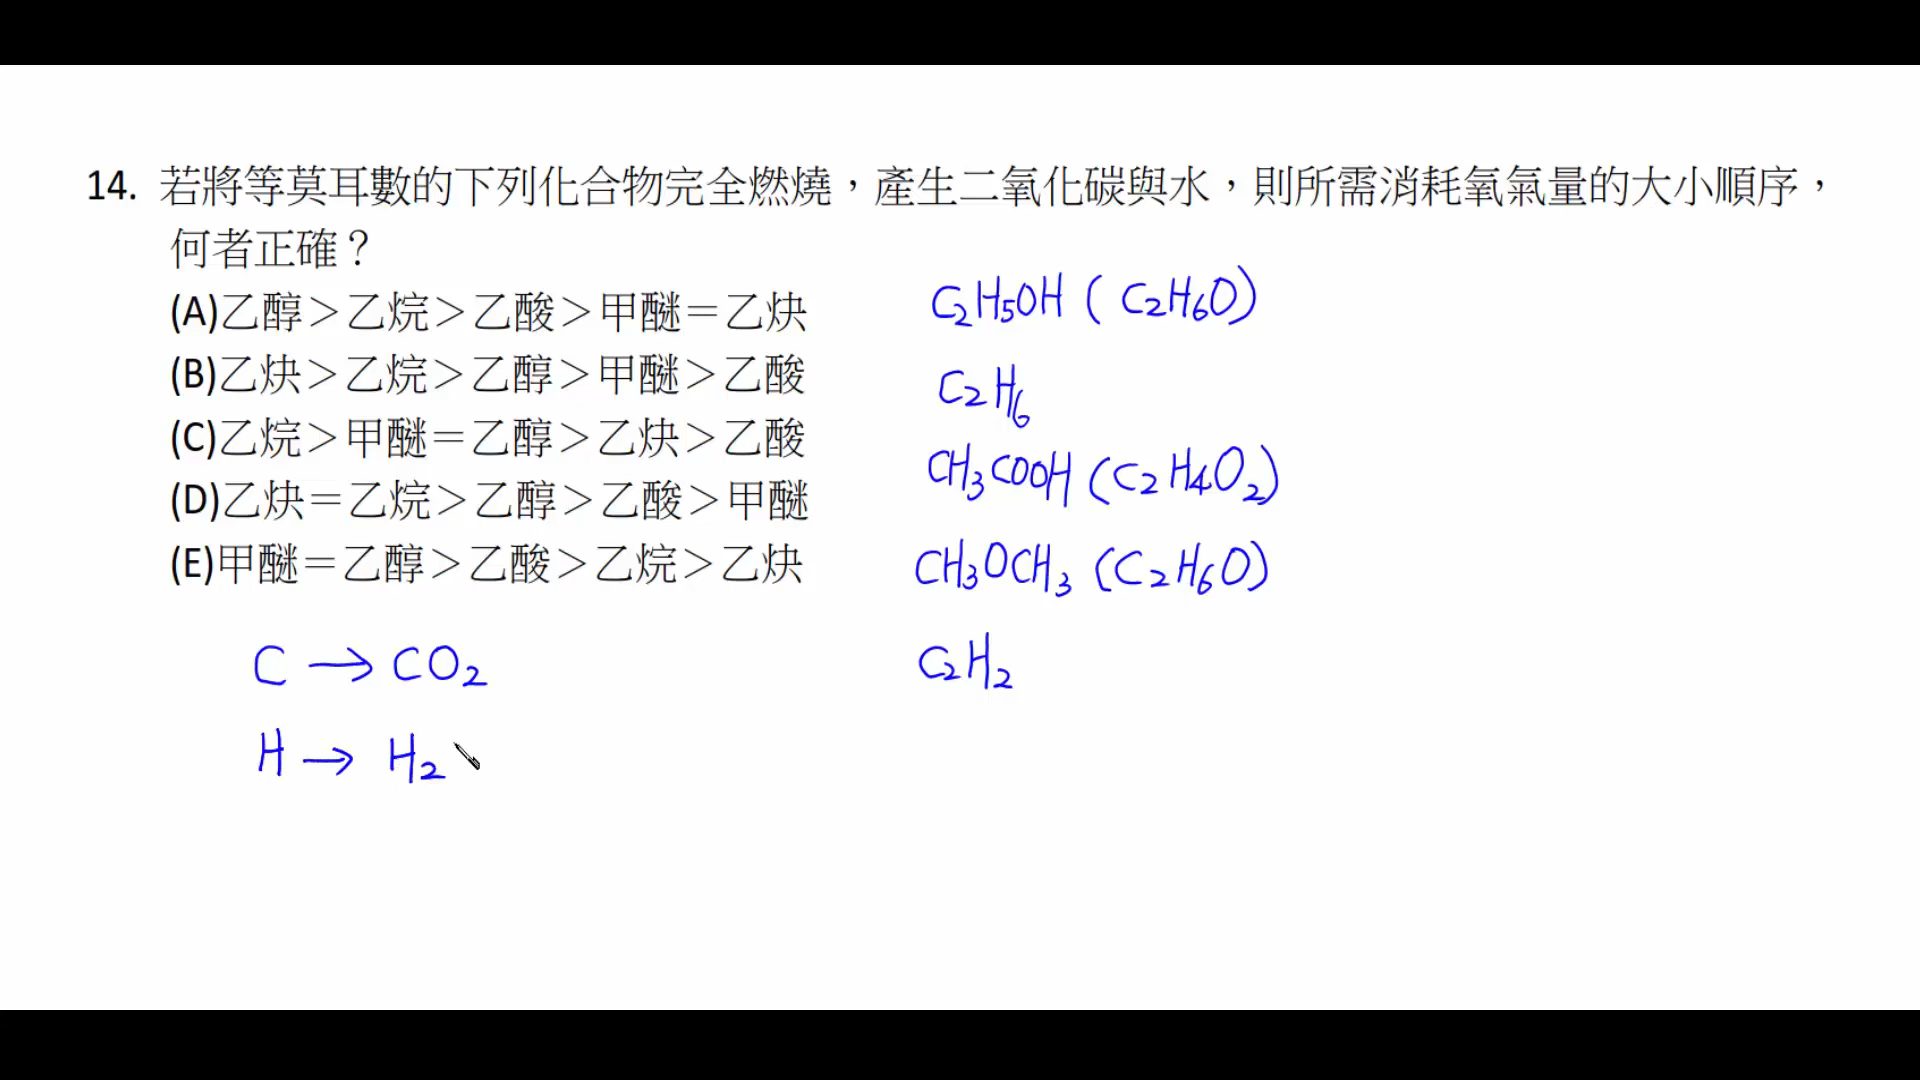 14. 若將等莫耳數的下列化合物完全燃燒，產生二氧化碳與水，則所需消耗氧氣量的大小順序，
何者正確？
(A)乙醇＞乙烷＞乙酸＞甲醚＝乙炔
(B)乙炔＞乙烷＞乙醇＞甲醚＞乙酸
(C)乙烷＞甲醚＝乙醇＞乙炔＞乙酸
(D)乙炔＝乙烷＞乙醇＞乙酸＞甲醚
(E)甲醚＝乙醇＞乙酸＞乙烷＞乙炔
C₂H₅OH (C₂H₆O)
C₂H₆
CH₃COOH (C₂H₄O₂)
CH₃OCH₃ (C₂H₆O)
C₂H₂
C → CO₂
H → H₂